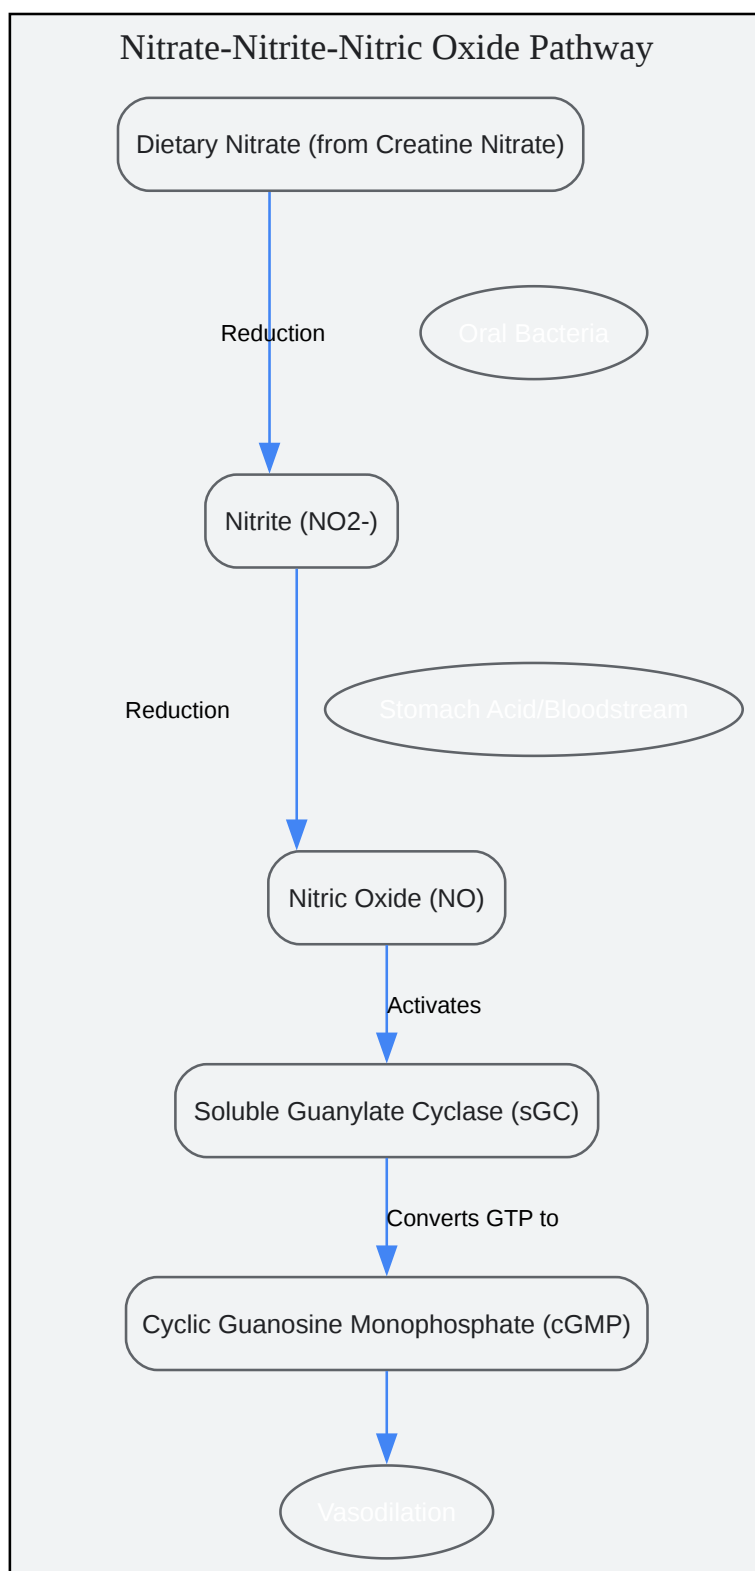 Nitrate-Nitrite-Nitric Oxide Pathway
Dietary Nitrate (from Creatine Nitrate)
Reduction
Oral Bacteria
Nitrite (NO2-)
Reduction
Stomach Acid/Bloodstream
Nitric Oxide (NO)
Activates
Soluble Guanylate Cyclase (sGC)
Converts GTP to
Cyclic Guanosine Monophosphate (cGMP)
Vasodilation